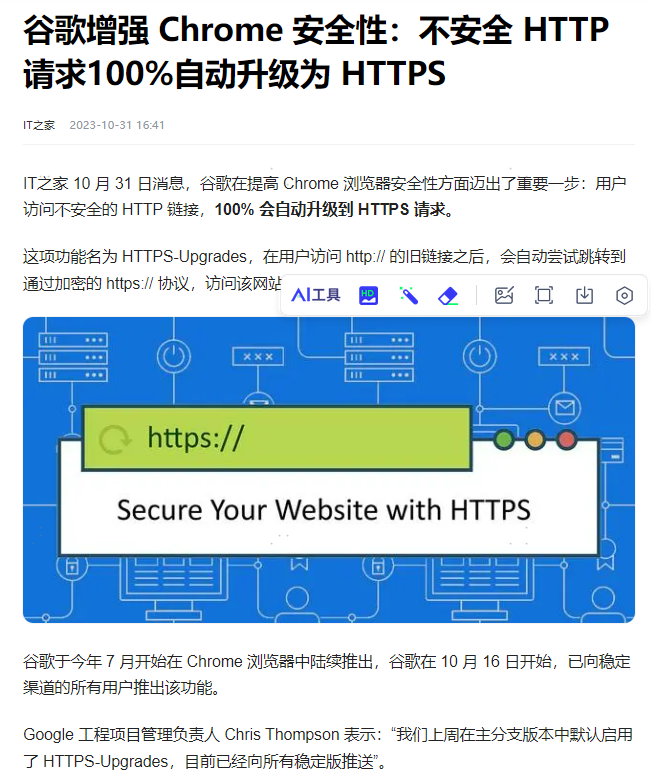 谷歌增强 Chrome 安全性：不安全 HTTP
请求100%自动升级为 HTTPS
IT之家 2023-10-31 16:41
IT之家 10 月 31 日消息，谷歌在提高 Chrome 浏览器安全性方面迈出了重要一步：用户
访问不安全的 HTTP 链接，100% 会自动升级到 HTTPS 请求。
这项功能名为 HTTPS-Upgrades，在用户访问 http:// 的旧链接之后，会自动尝试跳转到
通过加密的 https:// 协议，访问该网站
AI工具
HD
×××
×××
https://
Secure Your Website with HTTPS
谷歌于今年 7 月开始在 Chrome 浏览器中陆续推出，谷歌在 10 月 16 日开始，已向稳定
渠道的所有用户推出该功能。
Google 工程项目管理负责人 Chris Thompson 表示：“我们上周在主分支版本中默认启用
了 HTTPS-Upgrades，目前已经向所有稳定版推送”。